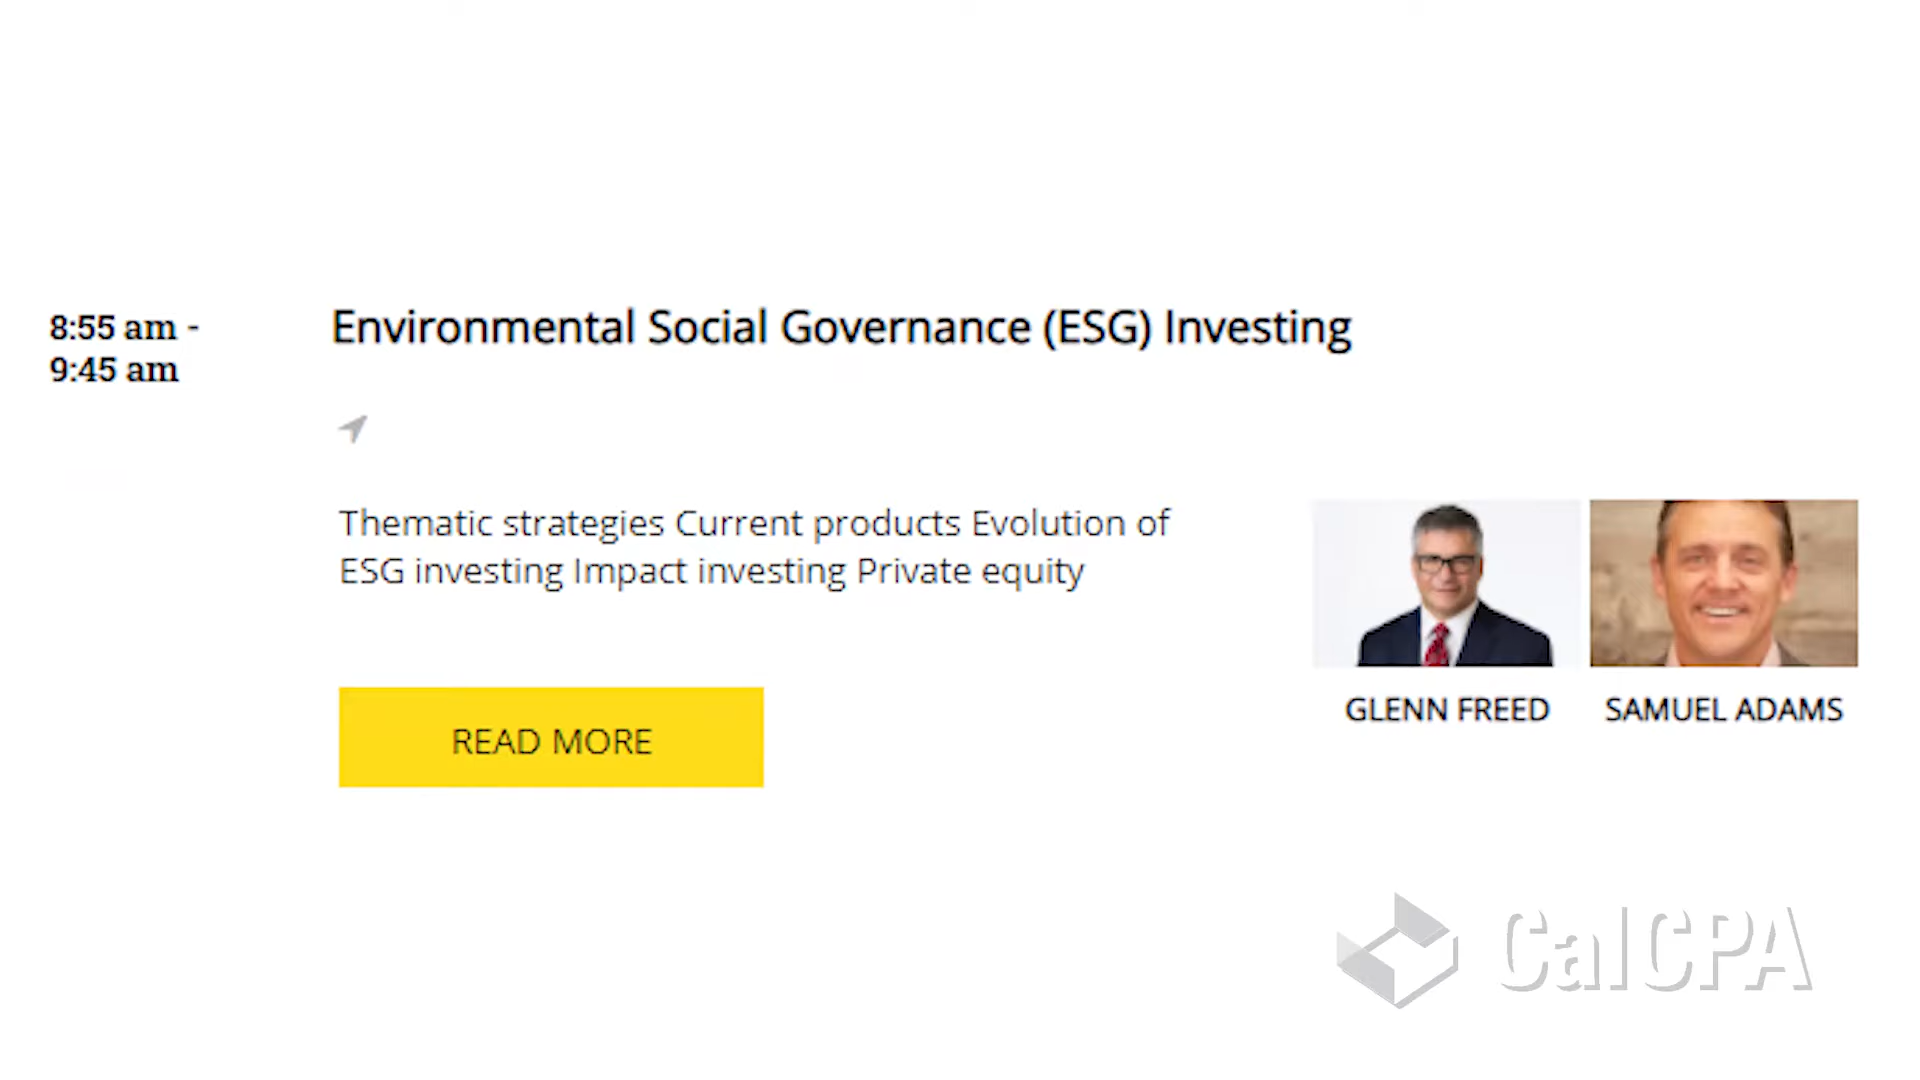 8:55 am -
9:45 am
Environmental Social Governance (ESG) Investing
Thematic strategies Current products Evolution of
ESG investing Impact investing Private equity
READ MORE
GLENN FREED
SAMUEL ADAMS
CalCPA